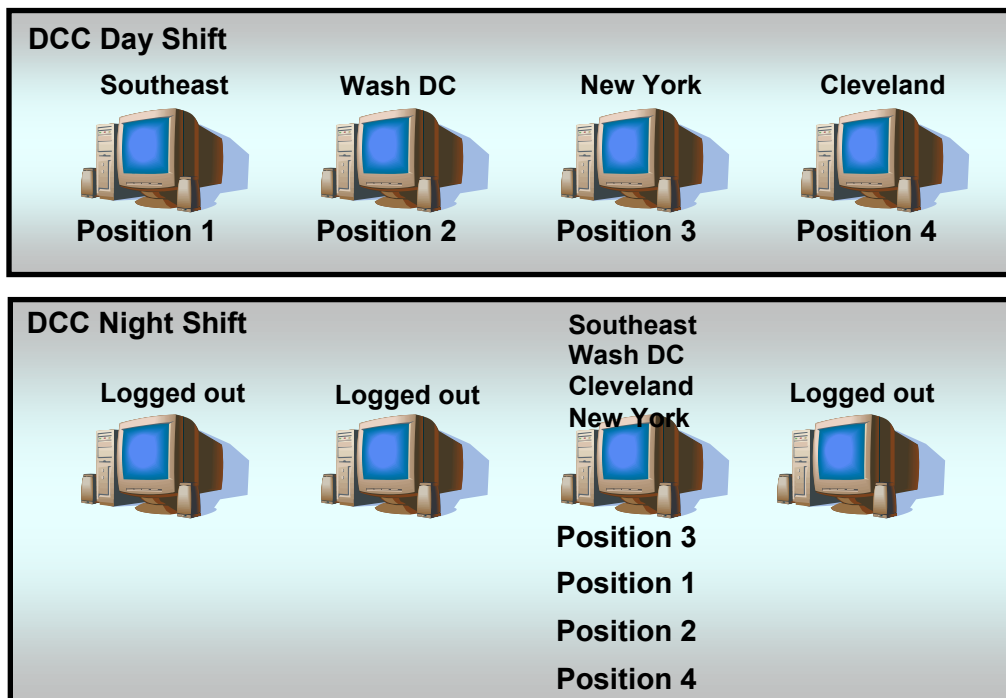 DCC Day Shift
Southeast Wash DC New York Cleveland
Position 1 Position 2 Position 3 Position 4
DCC Night Shift
Southeast
Wash DC
Cleveland
Logged out Logged out New York Logged out
Position 3
Position 1
Position 2
Position 4